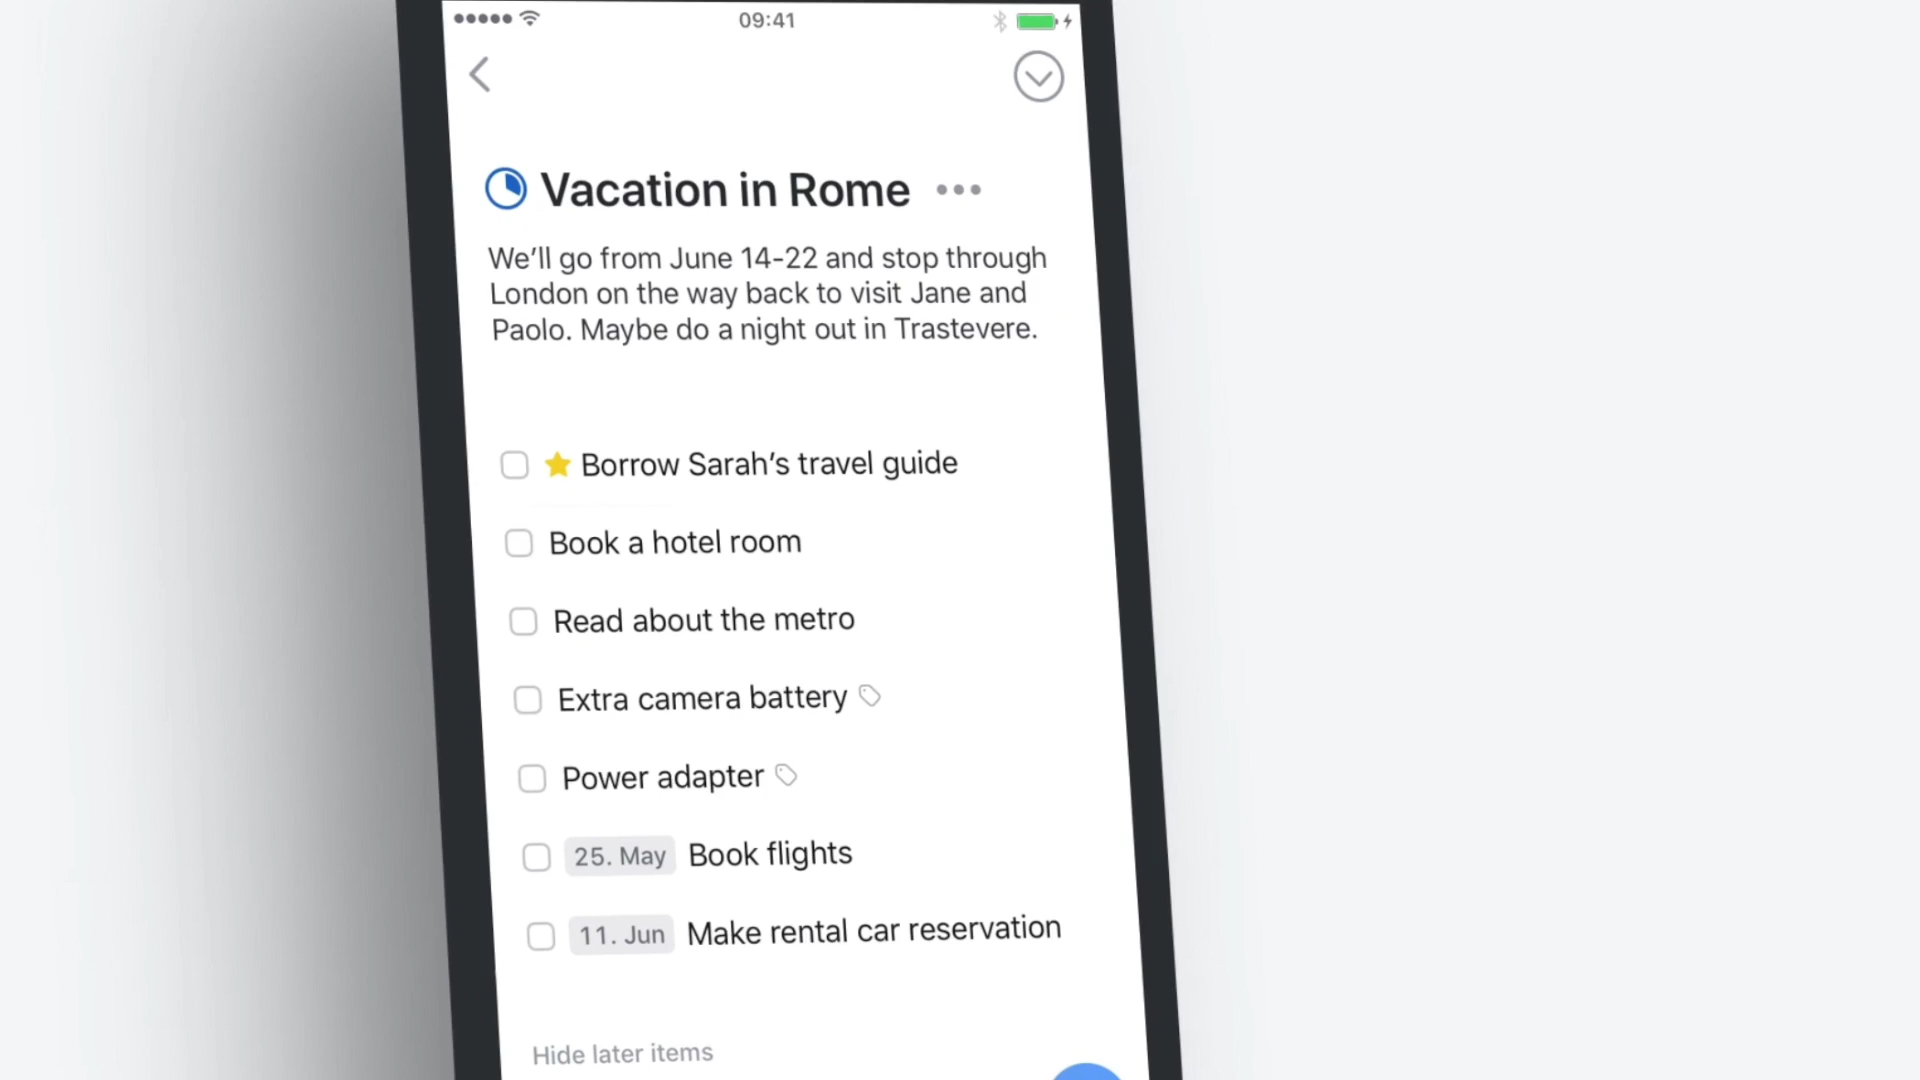 09:41
Vacation in Rome
We’ll go from June 14-22 and stop through
London on the way back to visit Jane and
Paolo. Maybe do a night out in Trastevere.
Borrow Sarah’s travel guide
Book a hotel room
Read about the metro
Extra camera battery
Power adapter
25. May Book flights
11. Jun Make rental car reservation
Hide later items